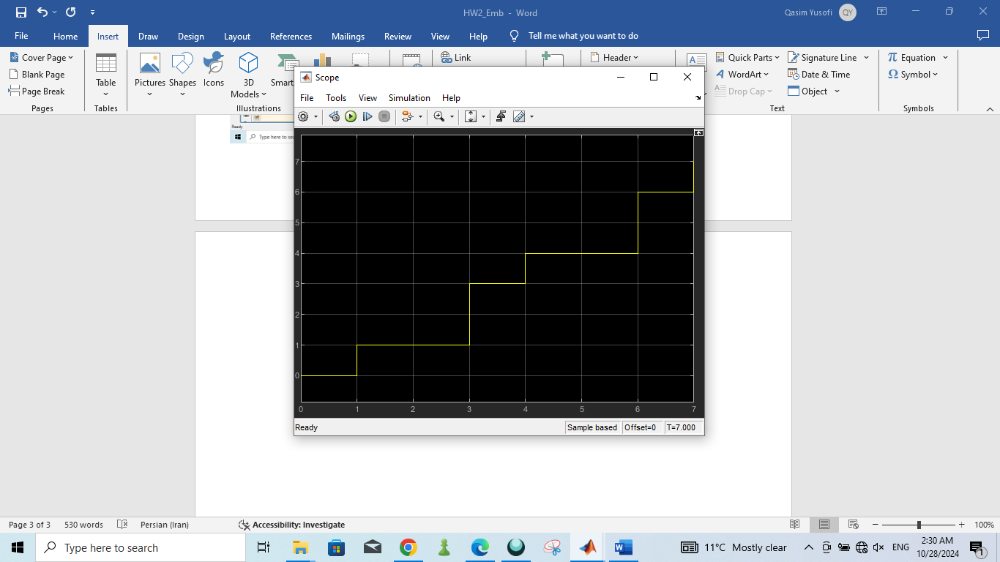 HW2_Emb - Word
Qasim Yusofi QY
File Home Insert Draw Design Layout References Mailings Review View Help Tell me what you want to do
Cover Page
Blank Page
Page Break
Pages
Table
Tables
Pictures
Shapes
Icons
3D
Models
Smart
Illustrations
Link
Header
Quick Parts
WordArt
Drop Cap
Signature Line
Date & Time
Object
Text
Equation
Symbol
Symbols
Ready
Type here to sea
Scope
File Tools View Simulation Help
7
6
5
4
3
2
1
0
0 1 2 3 4 5 6 7
Ready Sample based Offset=0 T=7.000
Page 3 of 3 530 words Persian (Iran) Accessibility: Investigate 100%
Type here to search
11°C Mostly clear ENG
2:30 AM
10/28/2024
1